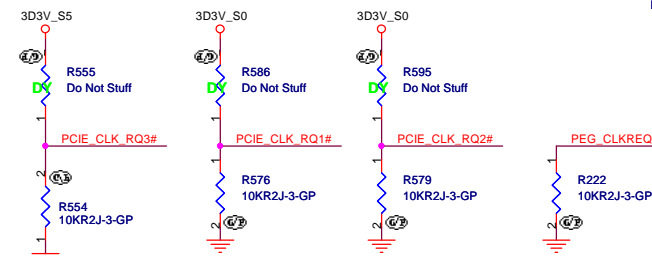 3D3V_S5
3D3V_S0
3D3V_S0
R555
Do Not Stuff
DY
R586
Do Not Stuff
DY
R595
Do Not Stuff
DY
1
1
1
PCIE_CLK_RQ3#
PCIE_CLK_RQ1#
PCIE_CLK_RQ2#
PEG_CLKREQ
2
R554
10KR2J-3-GP
1
1
R576
10KR2J-3-GP
2
1
R579
10KR2J-3-GP
2
1
R222
10KR2J-3-GP
2